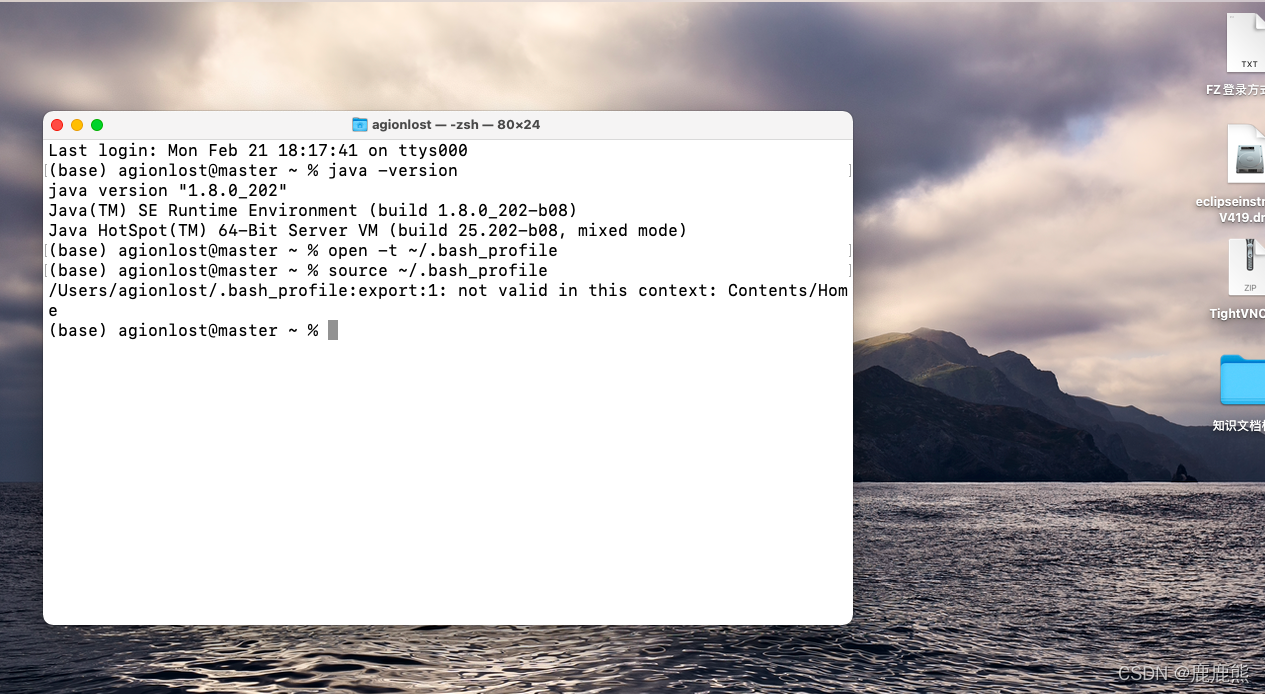 agionlost — -zsh — 80×24
Last login: Mon Feb 21 18:17:41 on ttys000
(base) agionlost@master ~ % java -version
java version "1.8.0_202"
Java(TM) SE Runtime Environment (build 1.8.0_202-b08)
Java HotSpot(TM) 64-Bit Server VM (build 25.202-b08, mixed mode)
(base) agionlost@master ~ % open -t ~/.bash_profile
(base) agionlost@master ~ % source ~/.bash_profile
/Users/agionlost/.bash_profile:export:1: not valid in this context: Contents/Hom
e
(base) agionlost@master ~ %
TXT
FZ登录方式
eclipseinstr
V419.dm
ZIP
TightVNC
知识文档
CSDN @鹿鹿熊